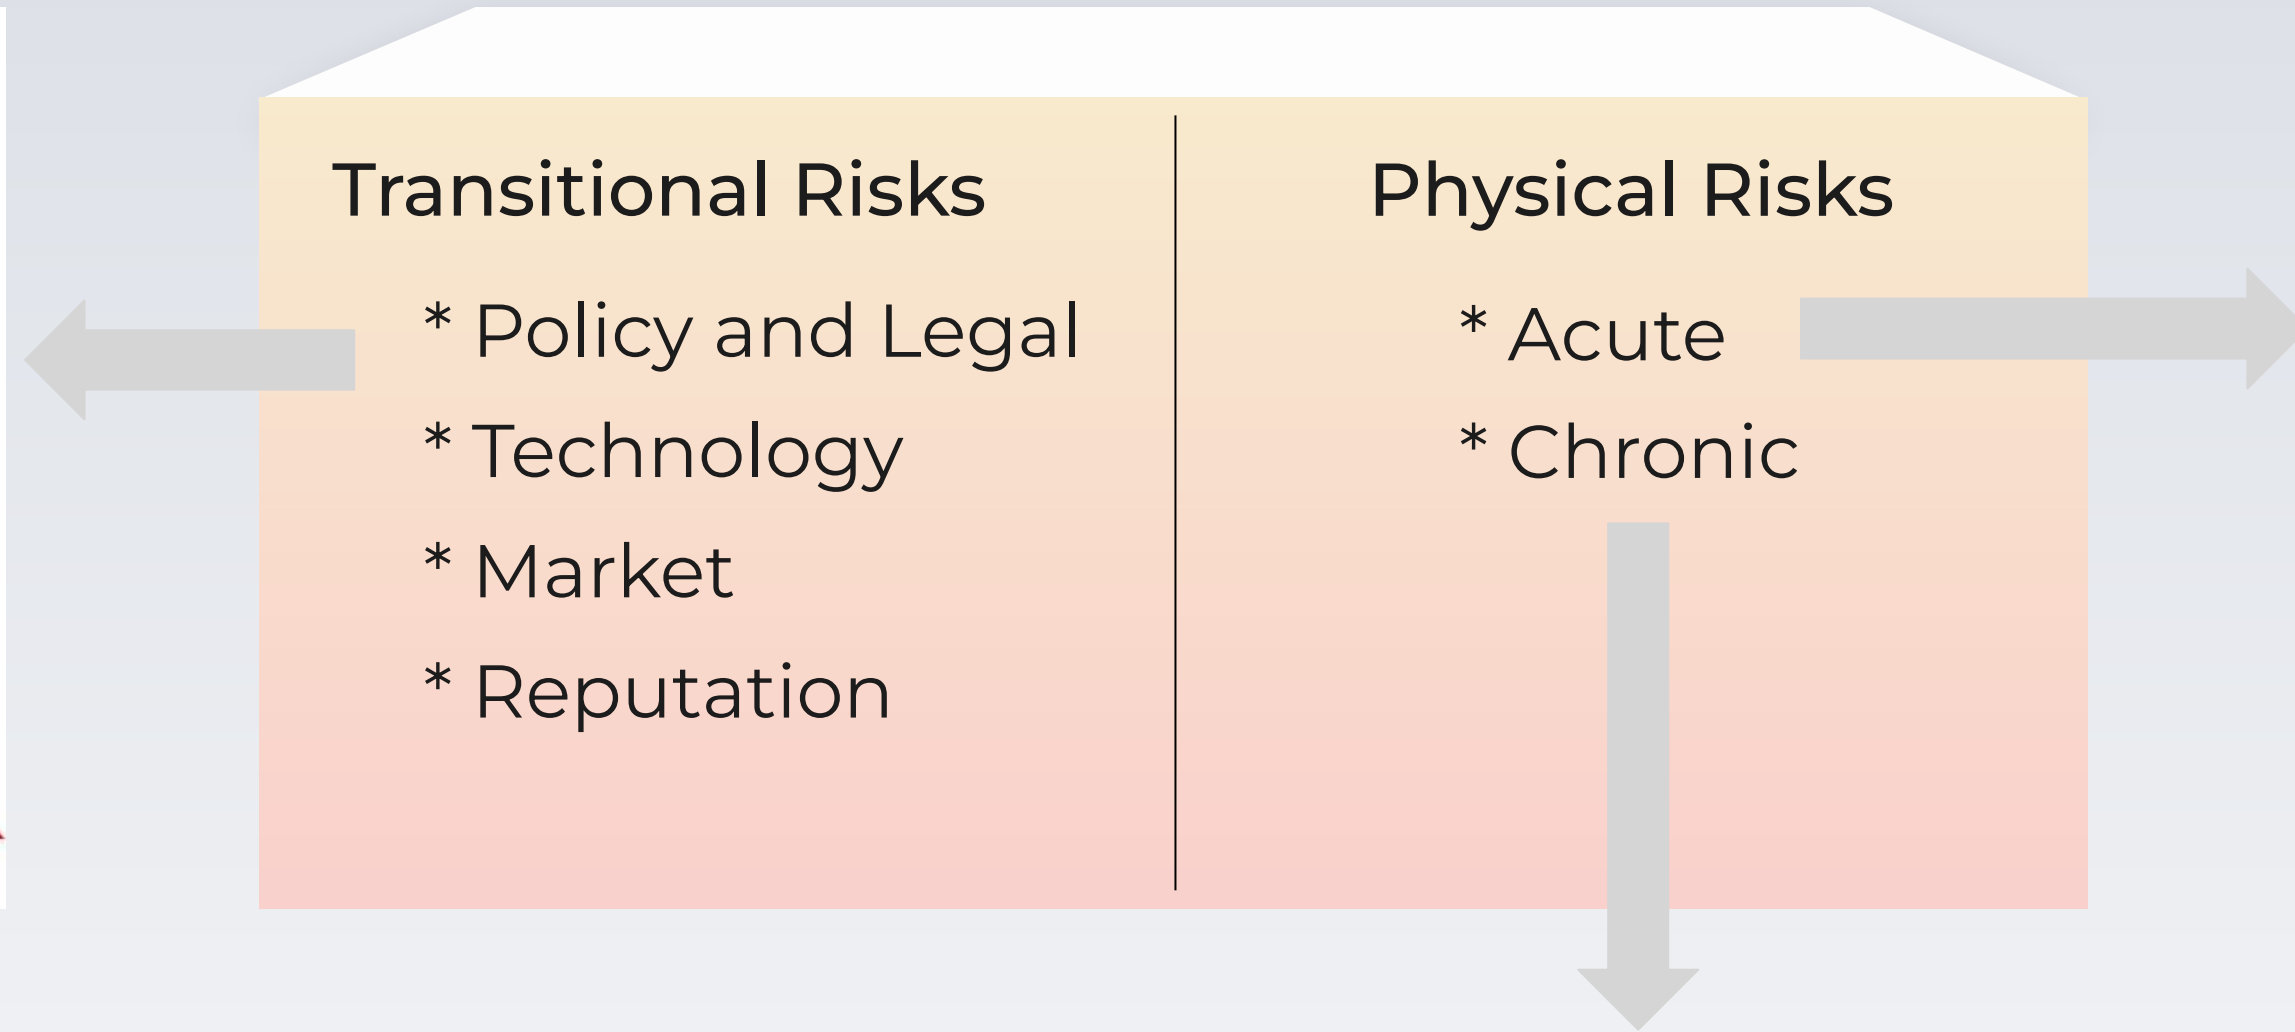 Transitional Risks
* Policy and Legal
* Technology
* Market
* Reputation
Physical Risks
* Acute
* Chronic